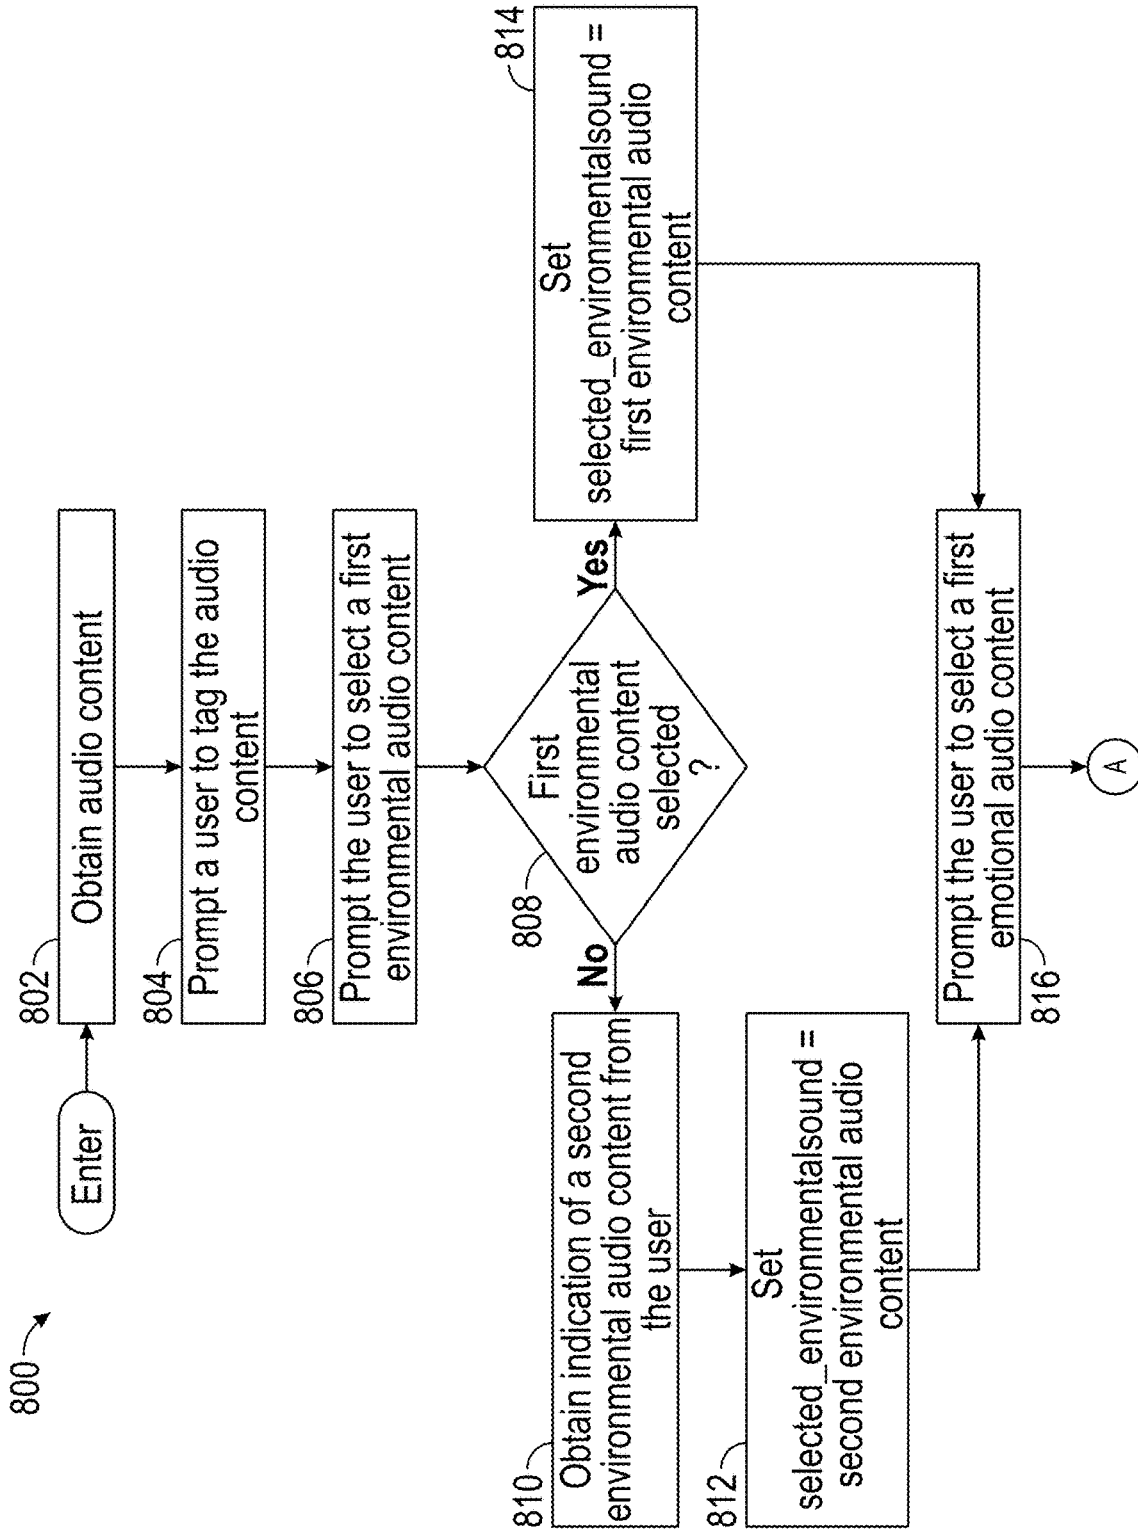 800
Enter
802
Obtain audio content
804
Prompt a user to tag the audio
content
806
Prompt the user to select a first
environmental audio content
808
First
environmental
audio content
selected
?
No
Yes
810
Obtain indication of a second
environmental audio content from
the user
812
Set
selected_environmentalsound =
second environmental audio
content
814
Set
selected_environmentalsound =
first environmental audio
content
816
Prompt the user to select a first
emotional audio content
A